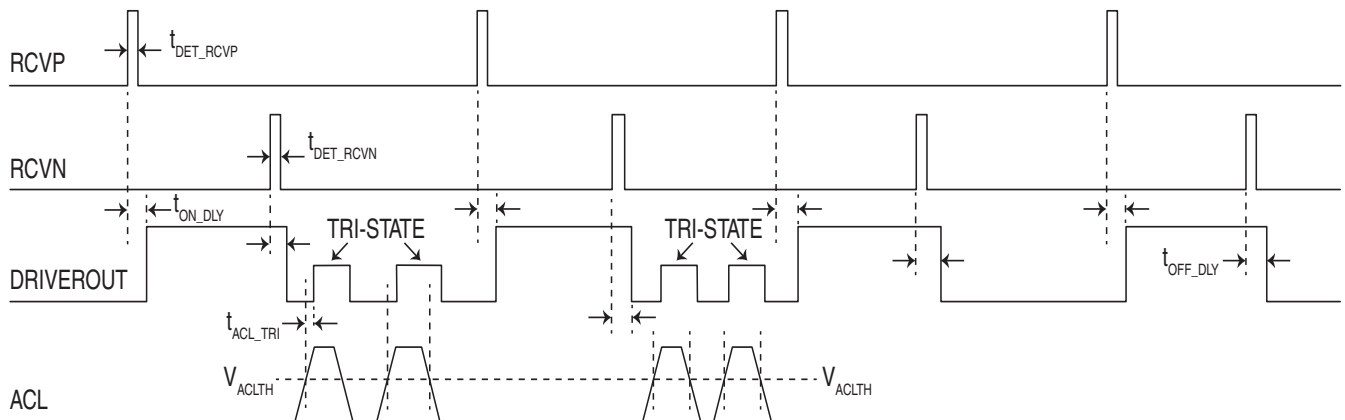 RCVP
t_DET_RCVP
RCVN
t_DET_RCVN
t_ON_DLY
TRI-STATE
TRI-STATE
DRIVEROUT
t_OFF_DLY
t_ACL_TRI
V_ACLTH
V_ACLTH
ACL